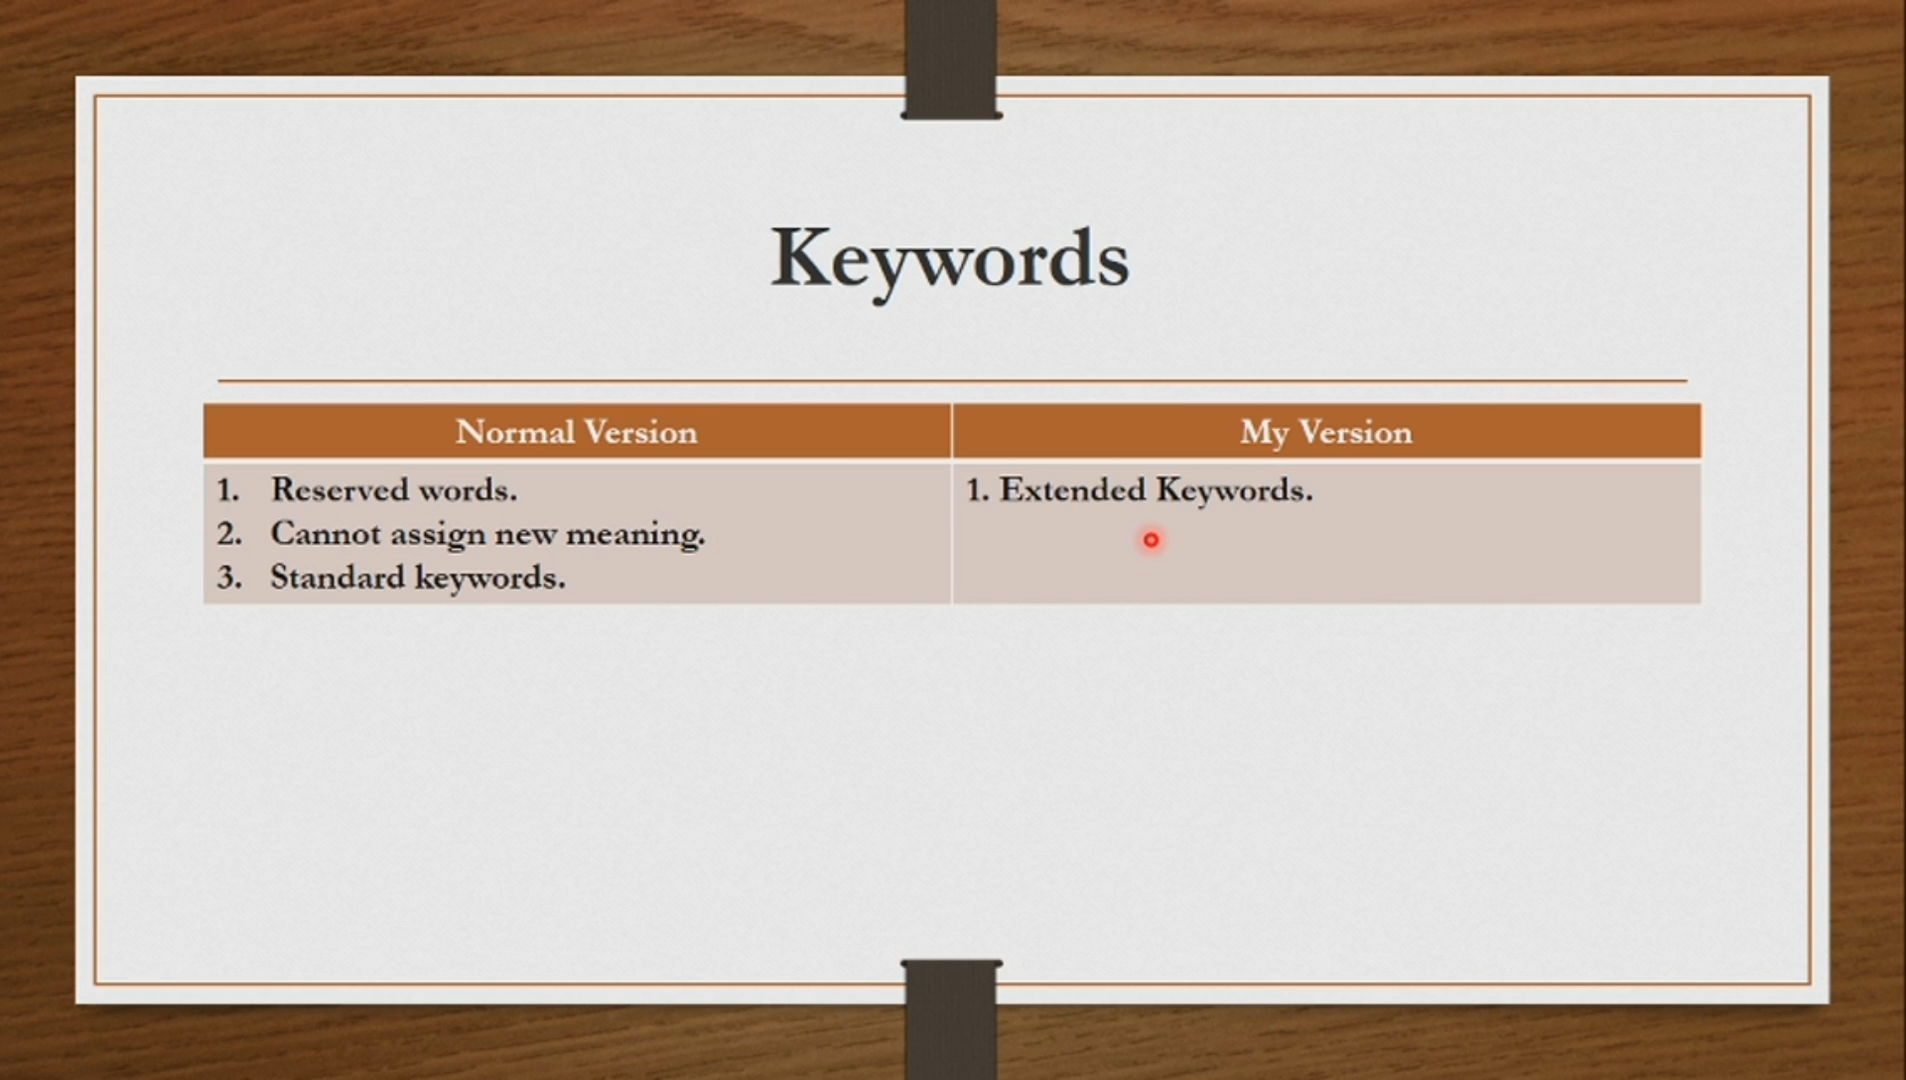 Keywords
Normal Version
My Version
1. Reserved words.
2. Cannot assign new meaning.
3. Standard keywords.
1. Extended Keywords.